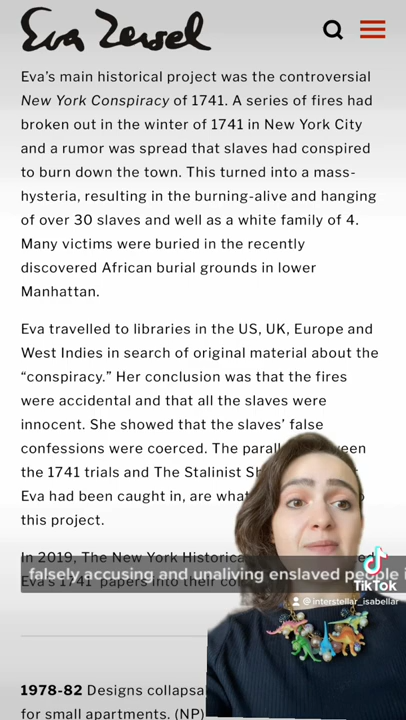 Eva Zeisel
Eva's main historical project was the controversial
New York Conspiracy of 1741. A series of fires had
broken out in the winter of 1741 in New York City
and a rumor was spread that slaves had conspired
to burn down the town. This turned into a mass-
hysteria, resulting in the burning-alive and hanging
of over 30 slaves and well as a white family of 4.
Many victims were buried in the recently
discovered African burial grounds in lower
Manhattan.
Eva travelled to libraries in the US, UK, Europe and
West Indies in search of original material about the
“conspiracy.” Her conclusion was that the fires
were accidental and that all the slaves were
innocent. She showed that the slaves’ false
confessions were coerced. The
the 1741 trials and The Stalinist
Eva had been caught in, are
this project.
In 2019, The New York
falsely accusing and unaliving enslaved people
Eva's 1741 papers into their
TikTok
@interstellar_isabellar
1978-82 Designs
for small apartments. (NP)